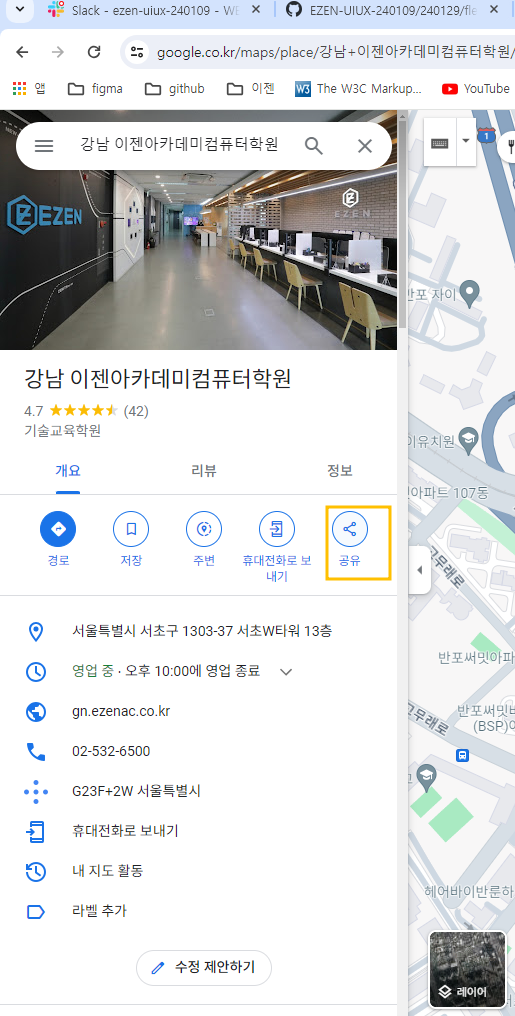 Slack - ezen-uiux-240109 - WE
EZEN-UIUX-240109/240129/fle
google.co.kr/maps/place/강남+이젠아카데미컴퓨터학원/
앱
figma
github
이젠
The W3C Markup...
YouTube
강남 이젠아카데미컴퓨터학원
EZEN
EZEN
강남 이젠아카데미컴퓨터학원
4.7 (42)
기술교육학원
개요
리뷰
정보
경로
저장
주변
휴대전화로 보
내기
공유
서울특별시 서초구 1303-37 서초W타워 13층
영업 중 · 오후 10:00에 영업 종료
gn.ezenac.co.kr
02-532-6500
G23F+2W 서울특별시
휴대전화로 보내기
내 지도 활동
라벨 추가
수정 제안하기
1
반포 자이
이유치원
아파트 107동
고무래로
반포써밋아파
반포써밋
(BSP)
고무래로
헤어바이반룬하
레이어